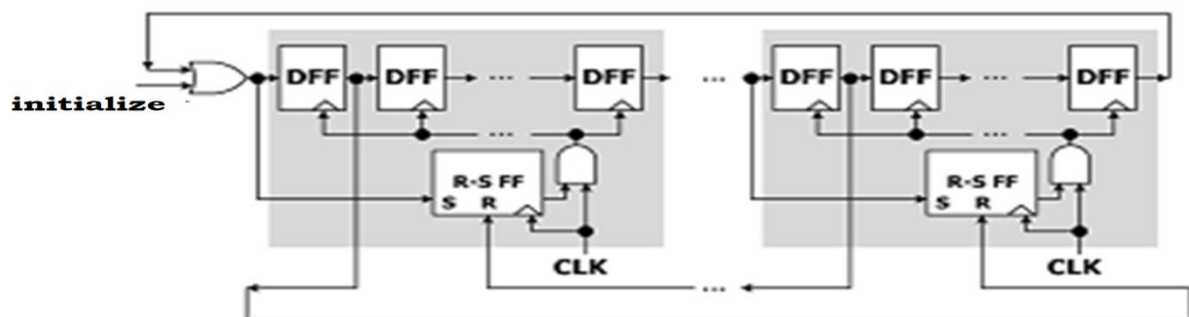 DFF DFF ... DFF ... DFF DFF ... DFF
initialize
... ...
R-S FF R-S FF
S R S R
CLK CLK
...